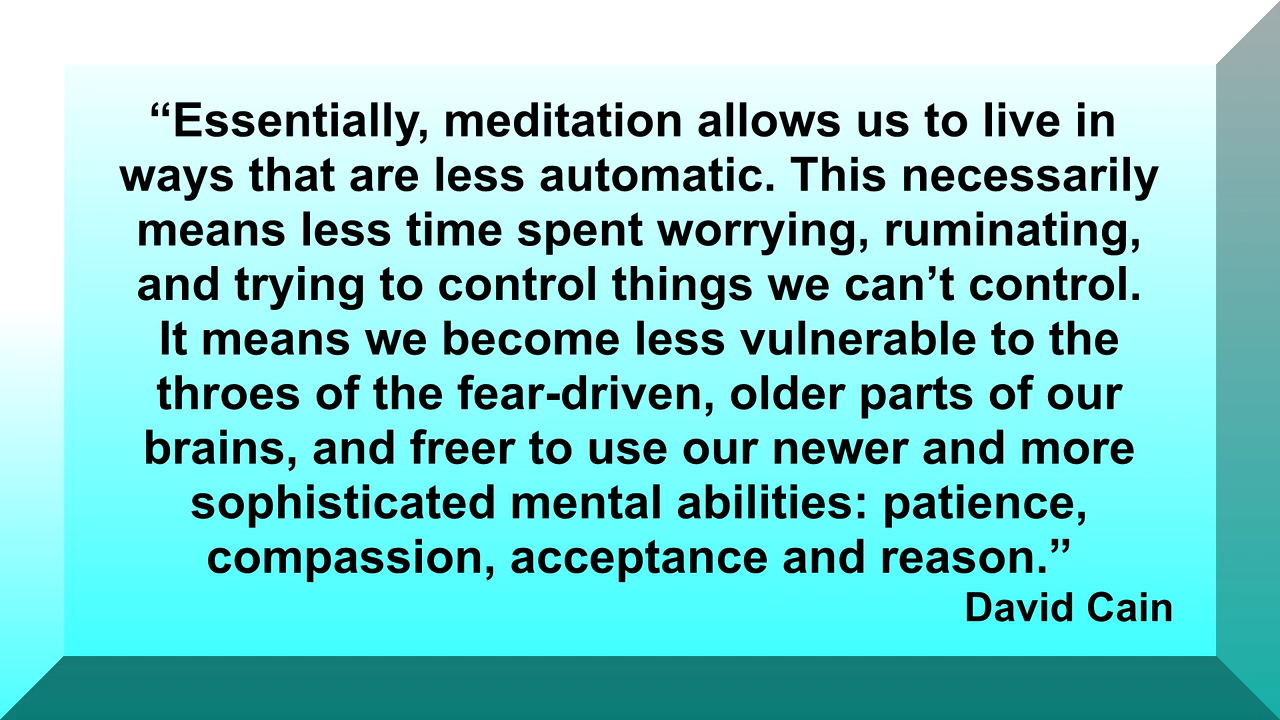 “Essentially, meditation allows us to live in
ways that are less automatic. This necessarily
means less time spent worrying, ruminating,
and trying to control things we can’t control.
It means we become less vulnerable to the
throes of the fear-driven, older parts of our
brains, and freer to use our newer and more
sophisticated mental abilities: patience,
compassion, acceptance and reason.”
David Cain